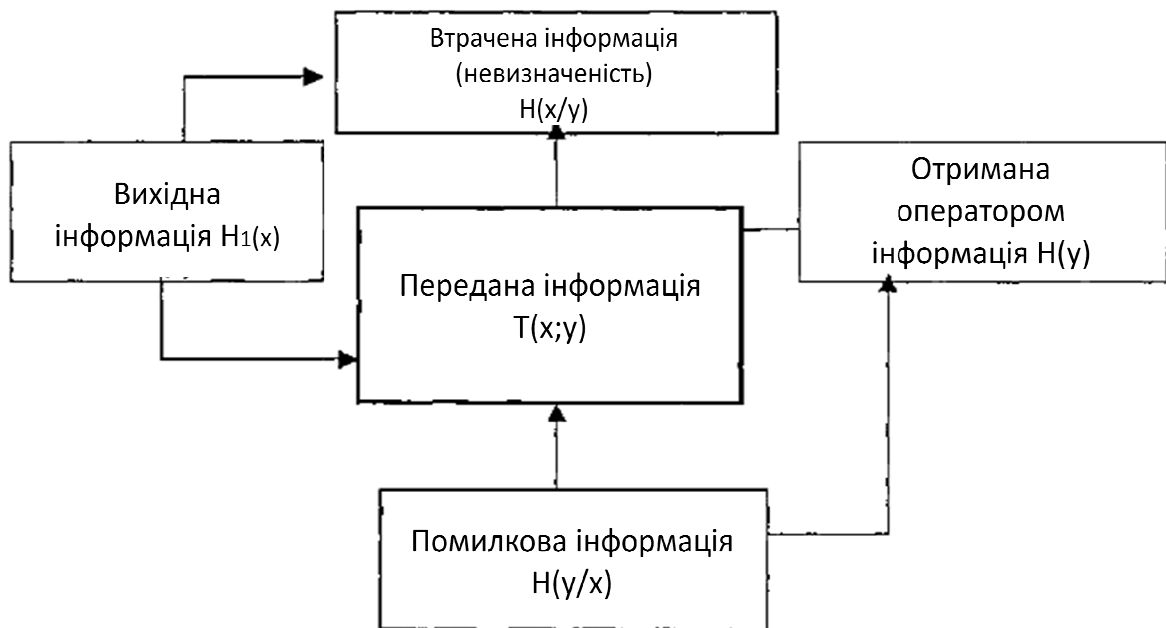 Втрачена інформація
(невизначеність)
H(x/y)
Вихідна
інформація H1(x)
Отримана
оператором
інформація H(y)
Передана інформація
T(x;y)
Помилкова інформація
H(y/x)